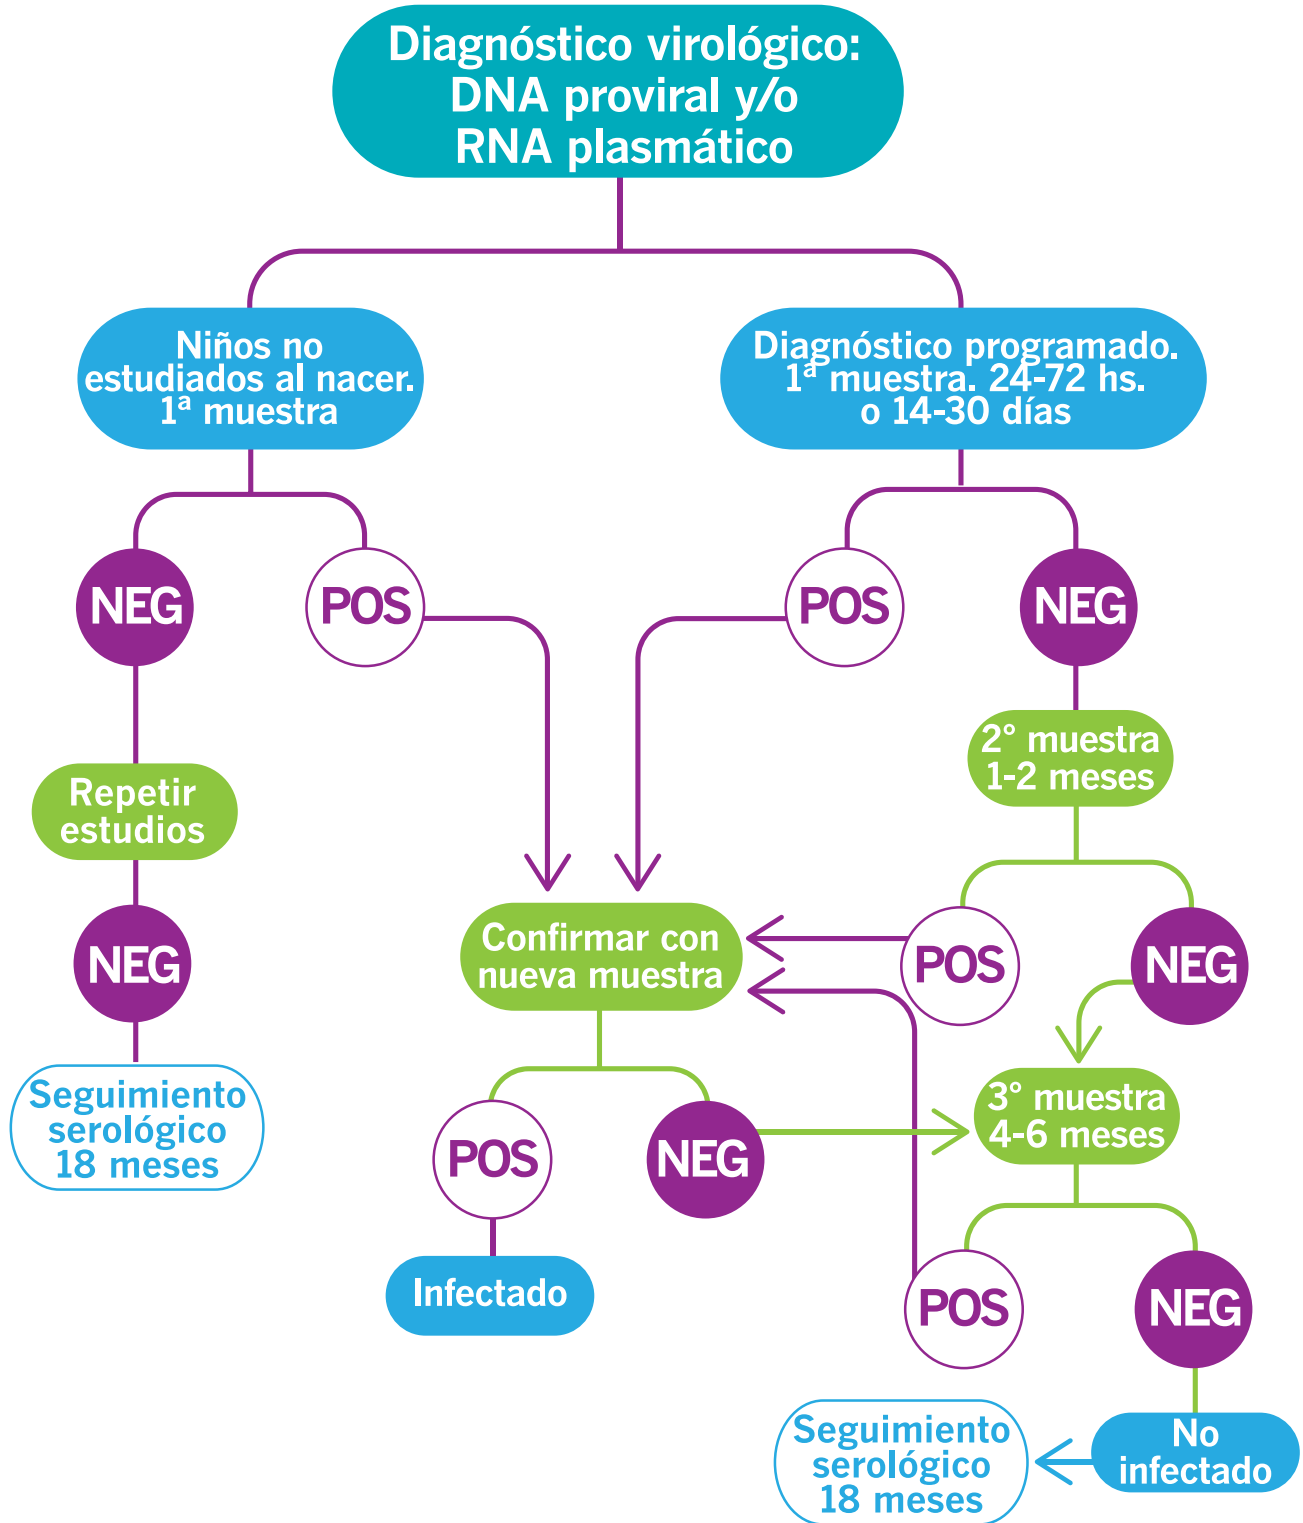 Diagnóstico virológico:
DNA proviral y/o
RNA plasmático
Niños no
estudiados al nacer.
1ª muestra
Diagnóstico programado.
1ª muestra. 24-72 hs.
o 14-30 días
NEG
POS
POS
NEG
Repetir
estudios
2° muestra
1-2 meses
NEG
Confirmar con
nueva muestra
POS
NEG
Seguimiento
serológico
18 meses
POS
NEG
3° muestra
4-6 meses
Infectado
POS
NEG
Seguimiento
serológico
18 meses
No
infectado